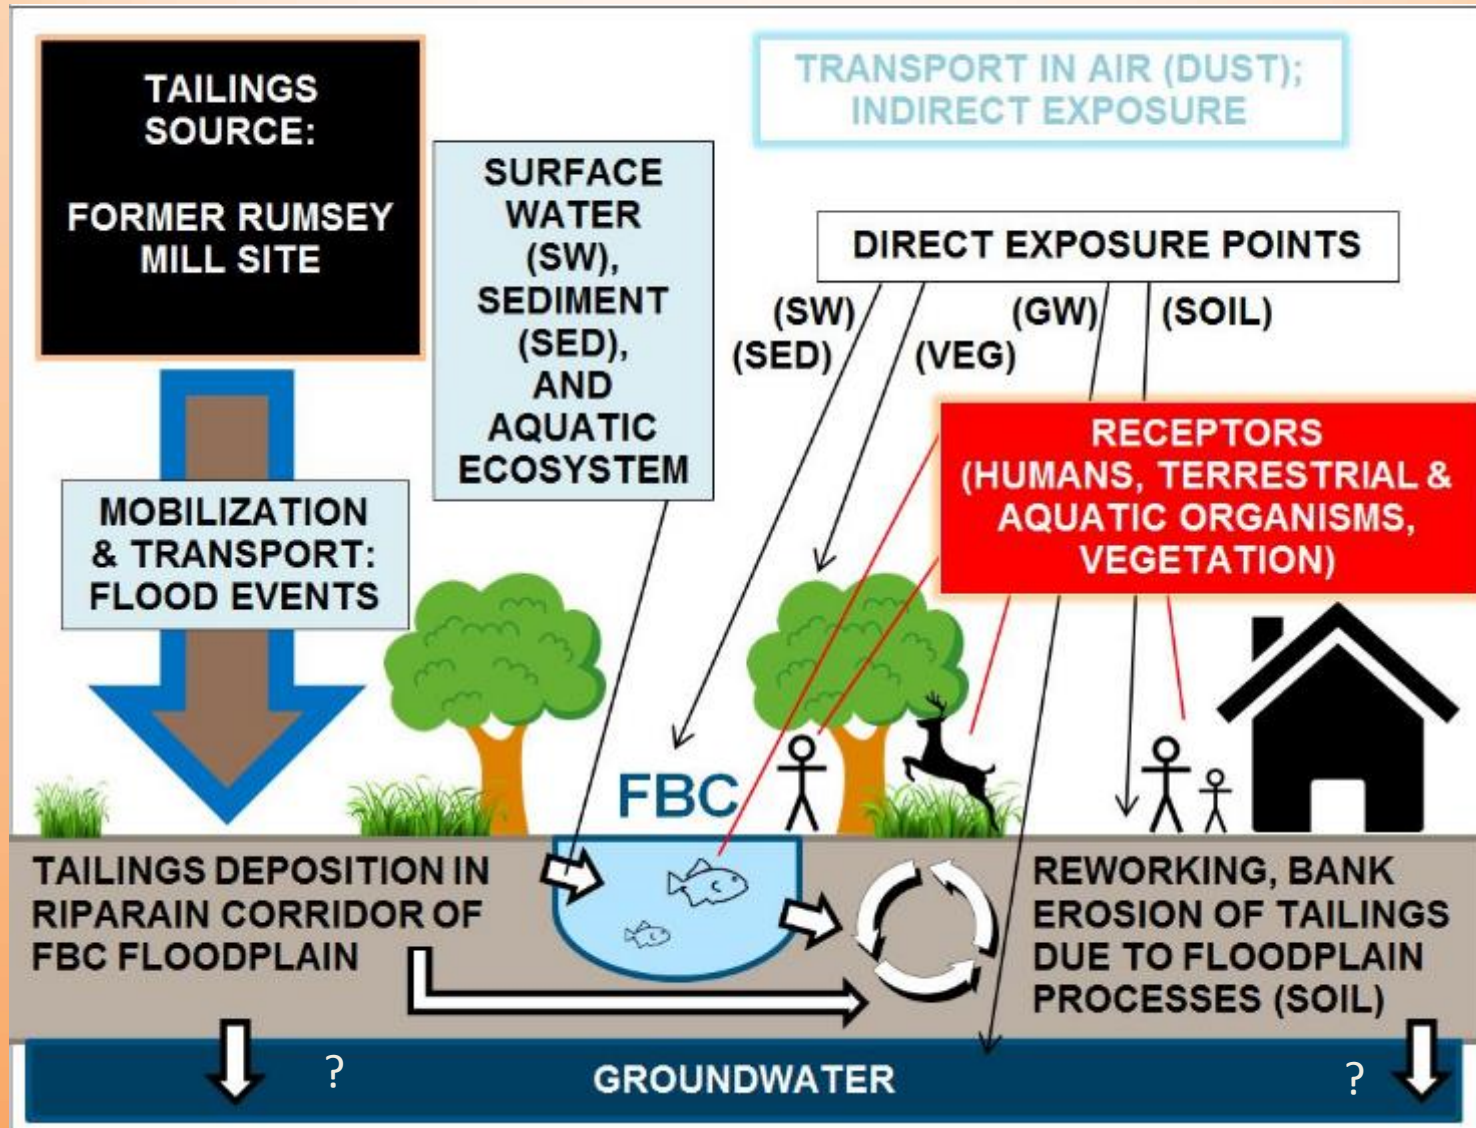 TAILINGS
SOURCE:
FORMER RUMSEY
MILL SITE
TRANSPORT IN AIR (DUST);
INDIRECT EXPOSURE
SURFACE
WATER
(SW),
SEDIMENT
(SED),
AND
AQUATIC
ECOSYSTEM
DIRECT EXPOSURE POINTS
(SW)
(SED)
(VEG)
(GW)
(SOIL)
RECEPTORS
(HUMANS, TERRESTRIAL &
AQUATIC ORGANISMS,
VEGETATION)
MOBILIZATION
& TRANSPORT:
FLOOD EVENTS
FBC
TAILINGS DEPOSITION IN
RIPARAIN CORRIDOR OF
FBC FLOODPLAIN
REWORKING, BANK
EROSION OF TAILINGS
DUE TO FLOODPLAIN
PROCESSES (SOIL)
?
GROUNDWATER
?